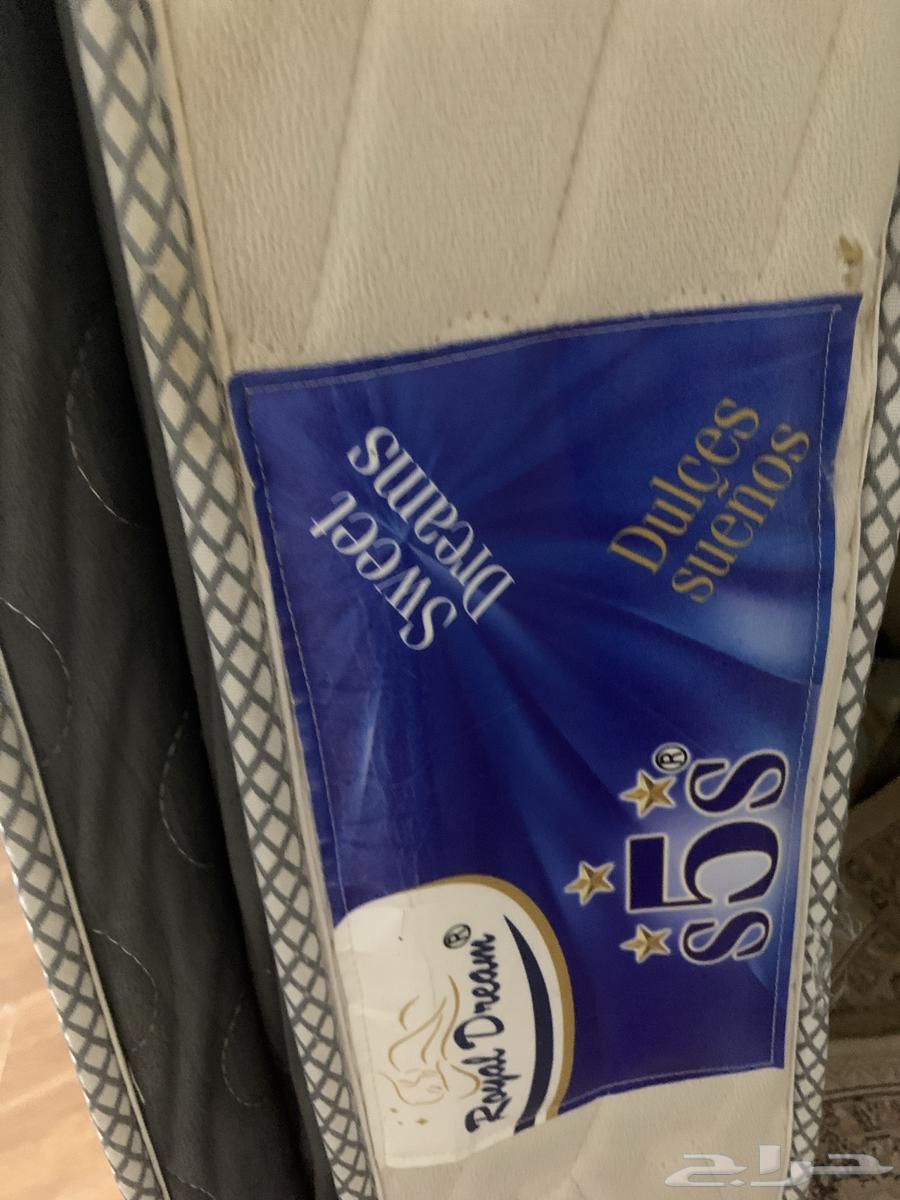 Royal Dream®
s5s®
Sweet
Dreams
Dulçes
sueños
حراج